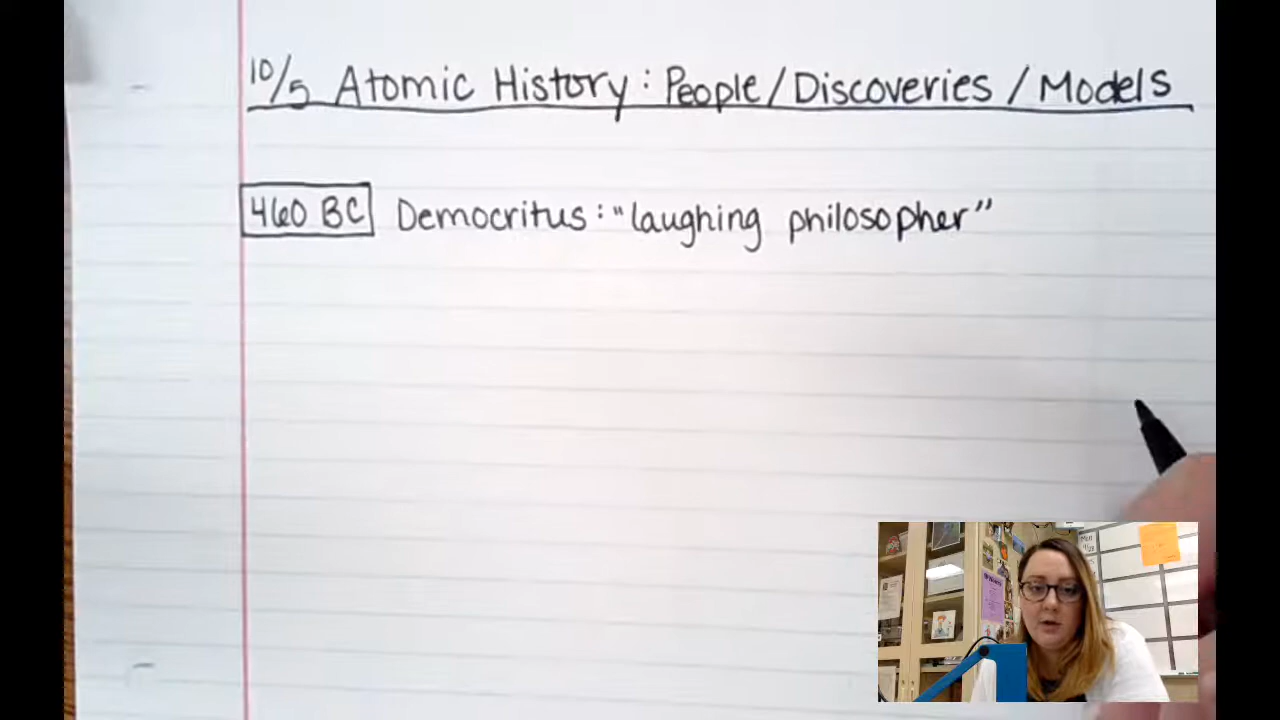 10/5 Atomic History: People/Discoveries/Models
460 BC Democritus: "laughing philosopher"